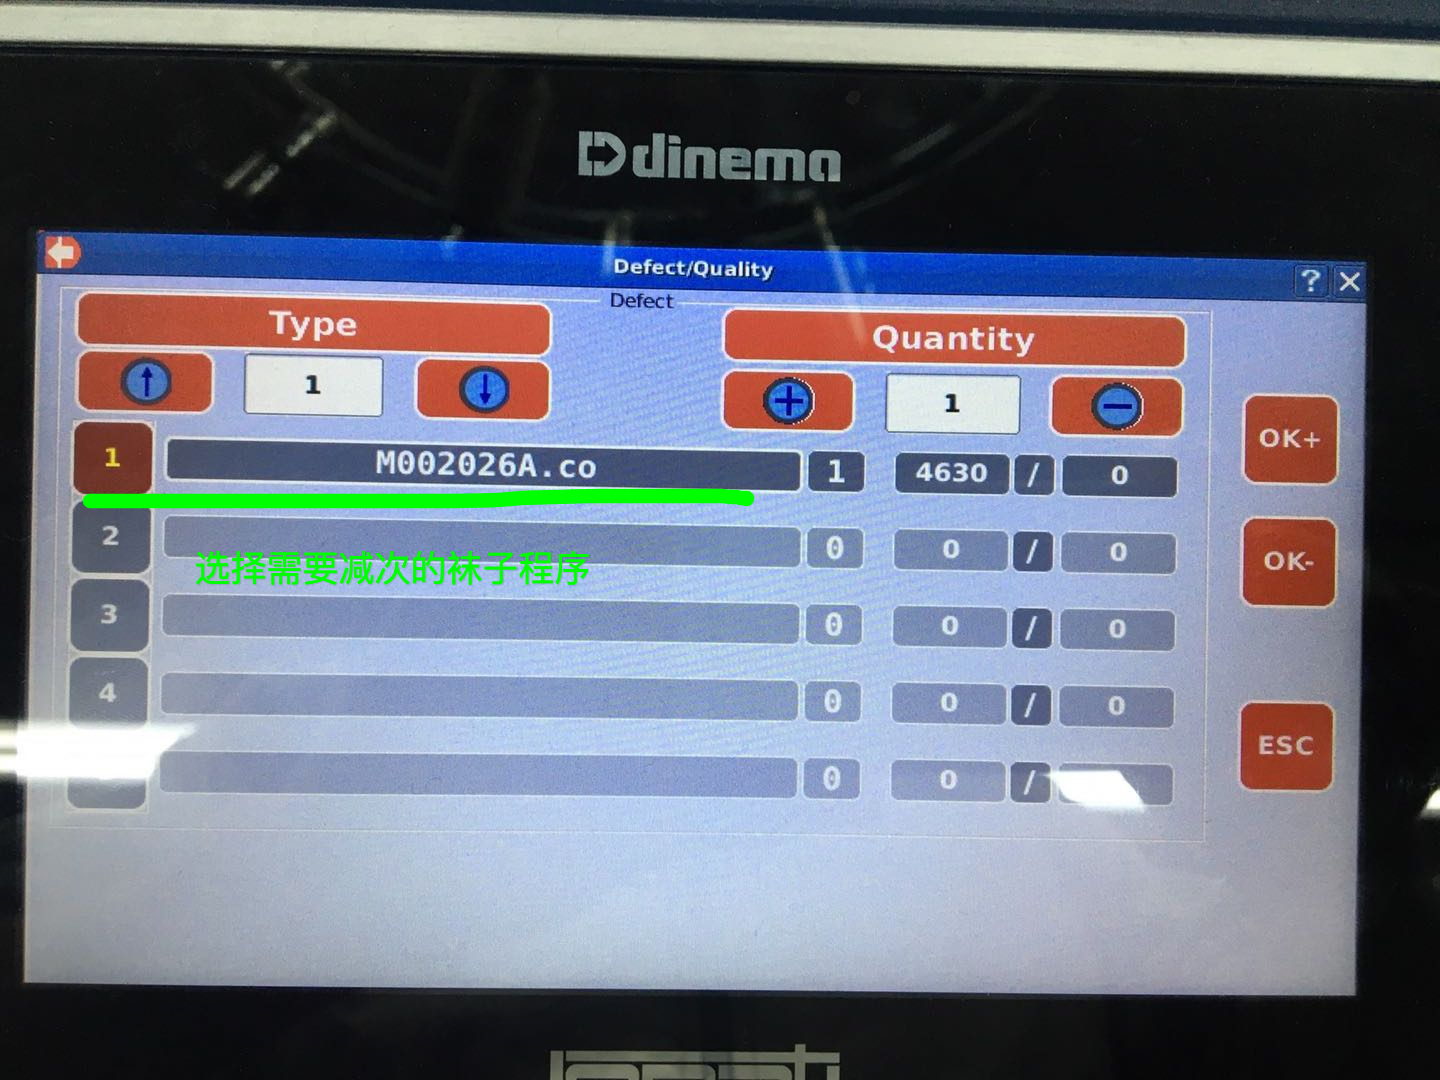 dinema
Defect/Quality
? X
Defect
Type
Quantity
↑ 1 ↓
+ 1 −
OK+
1 M002026A.co 1 4630 / 0
2 0 0 / 0
选择需要减次的袜子程序
OK-
3 0 0 / 0
4 0 0 / 0
ESC
0 0 /